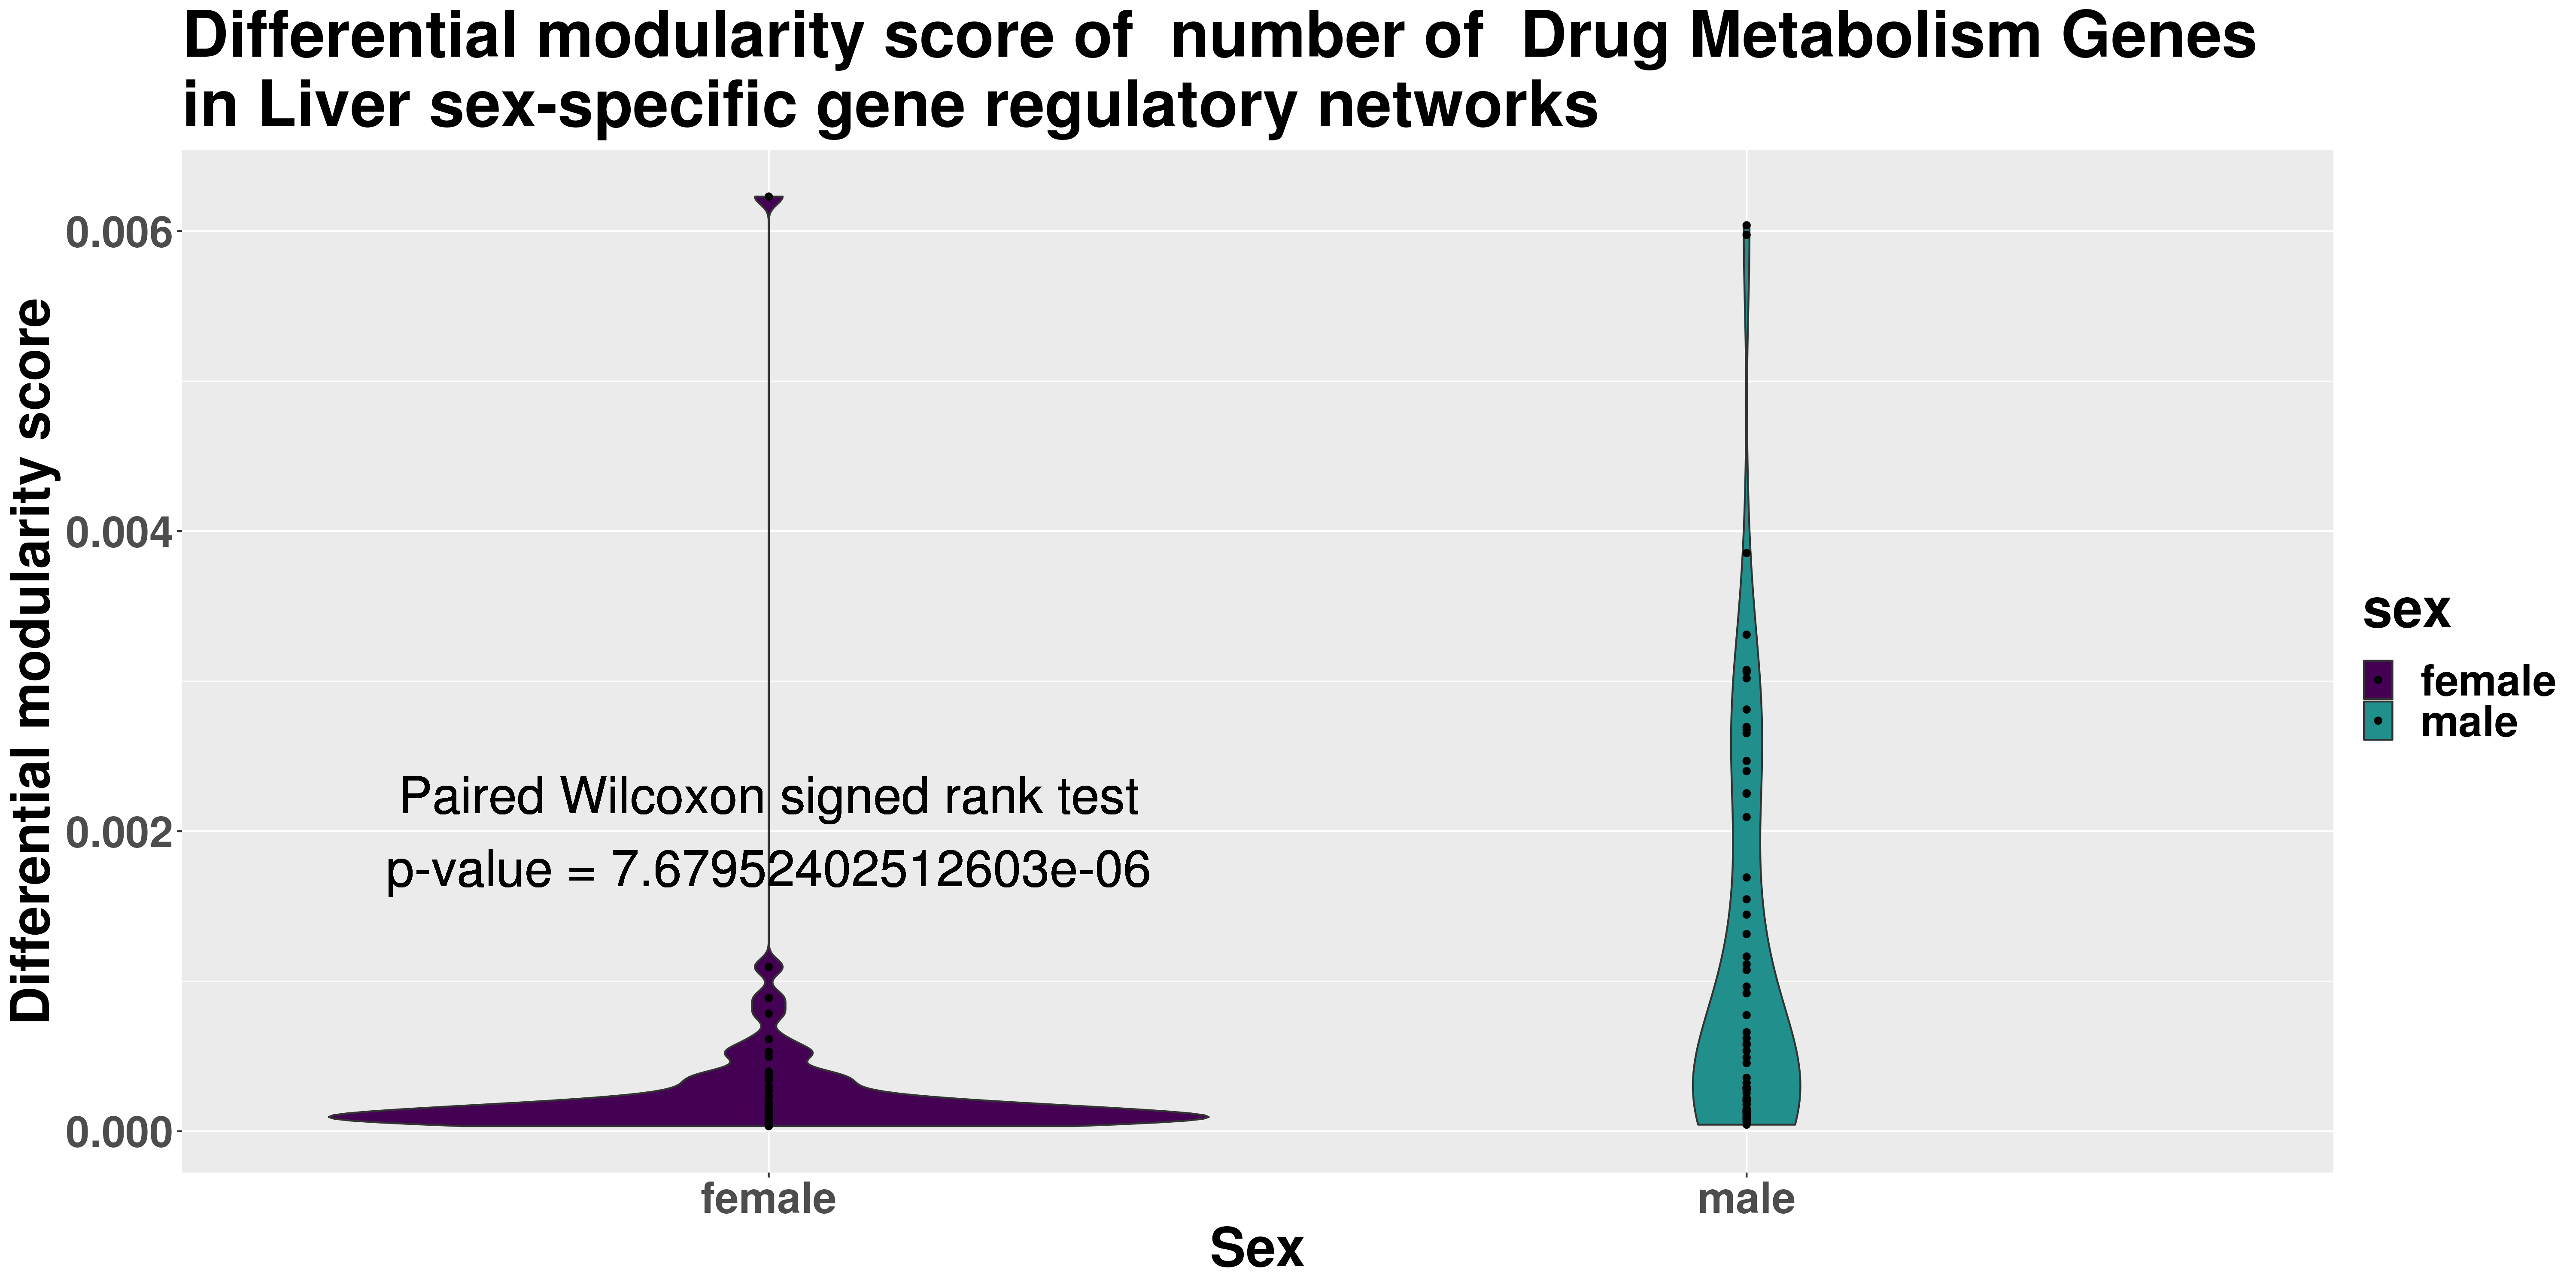 Differential modularity score of  number of  Drug Metabolism Genes
in Liver sex-specific gene regulatory networks
Differential modularity score
0.006
0.004
0.002
0.000
Paired Wilcoxon signed rank test
p-value = 7.67952402512603e-06
female
male
Sex
sex
female
male